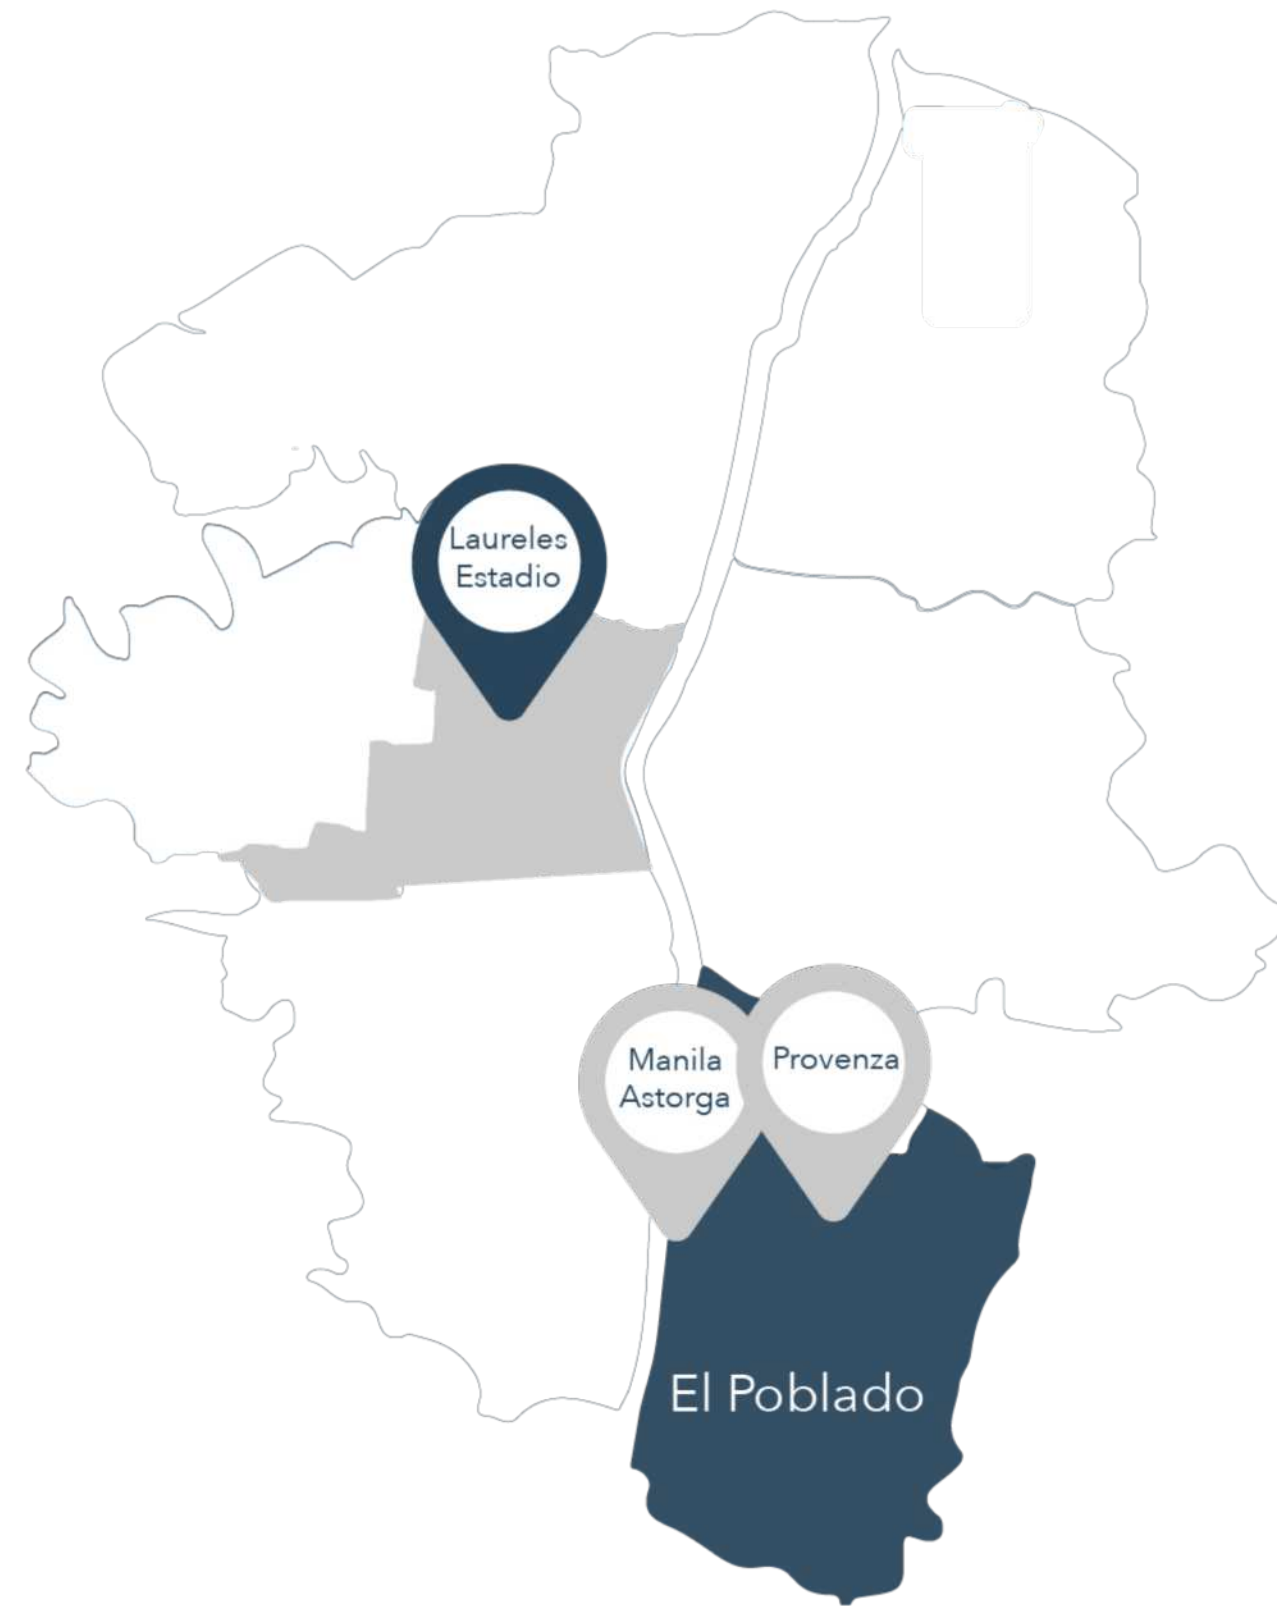 Laureles
Estadio
Manila
Astorga
Provenza
El Poblado